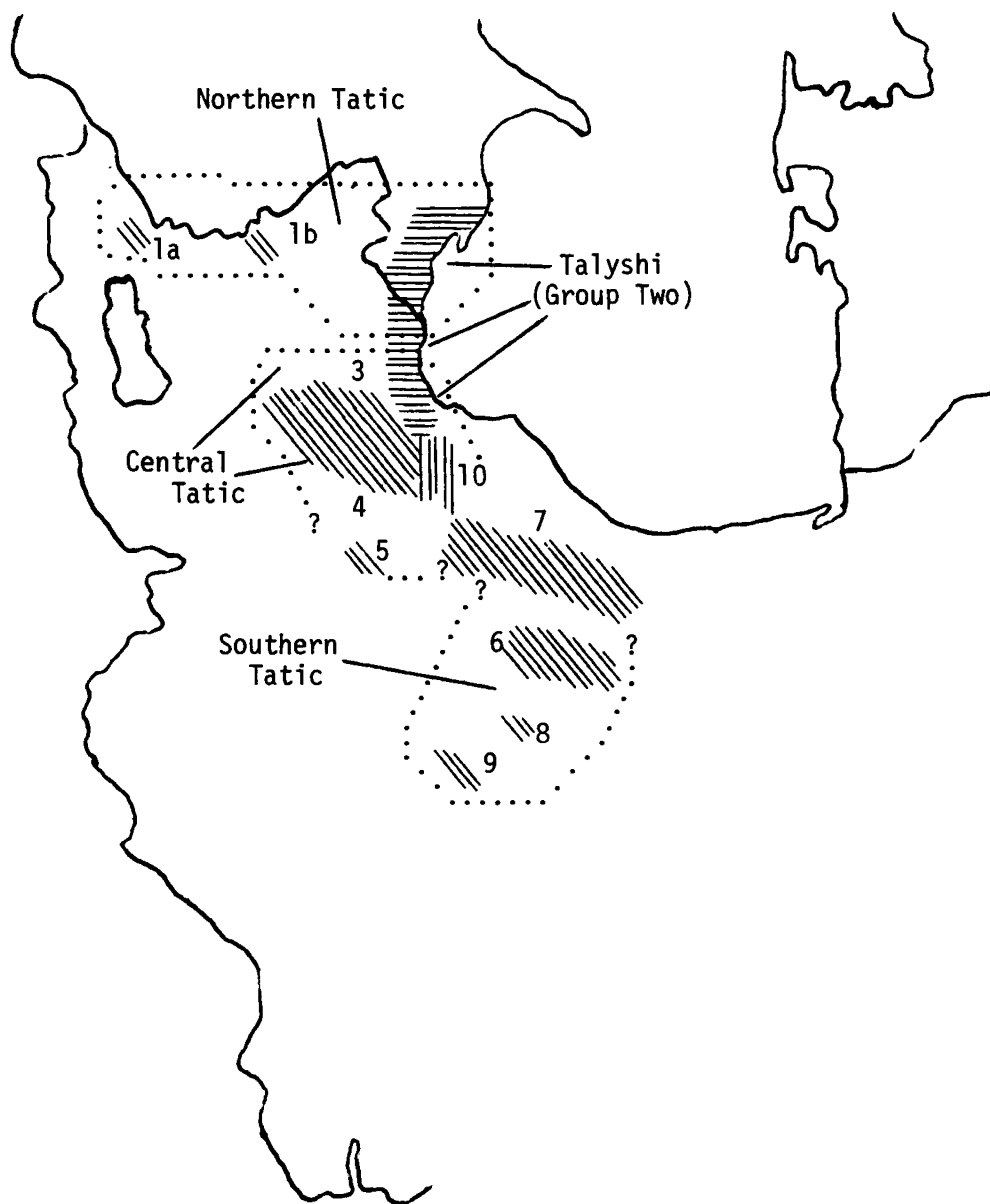 Northern Tatic
1a
1b
Talyshi
(Group Two)
3
Central
Tatic
10
4
?
7
5
?
?
Southern
Tatic
6
?
8
9